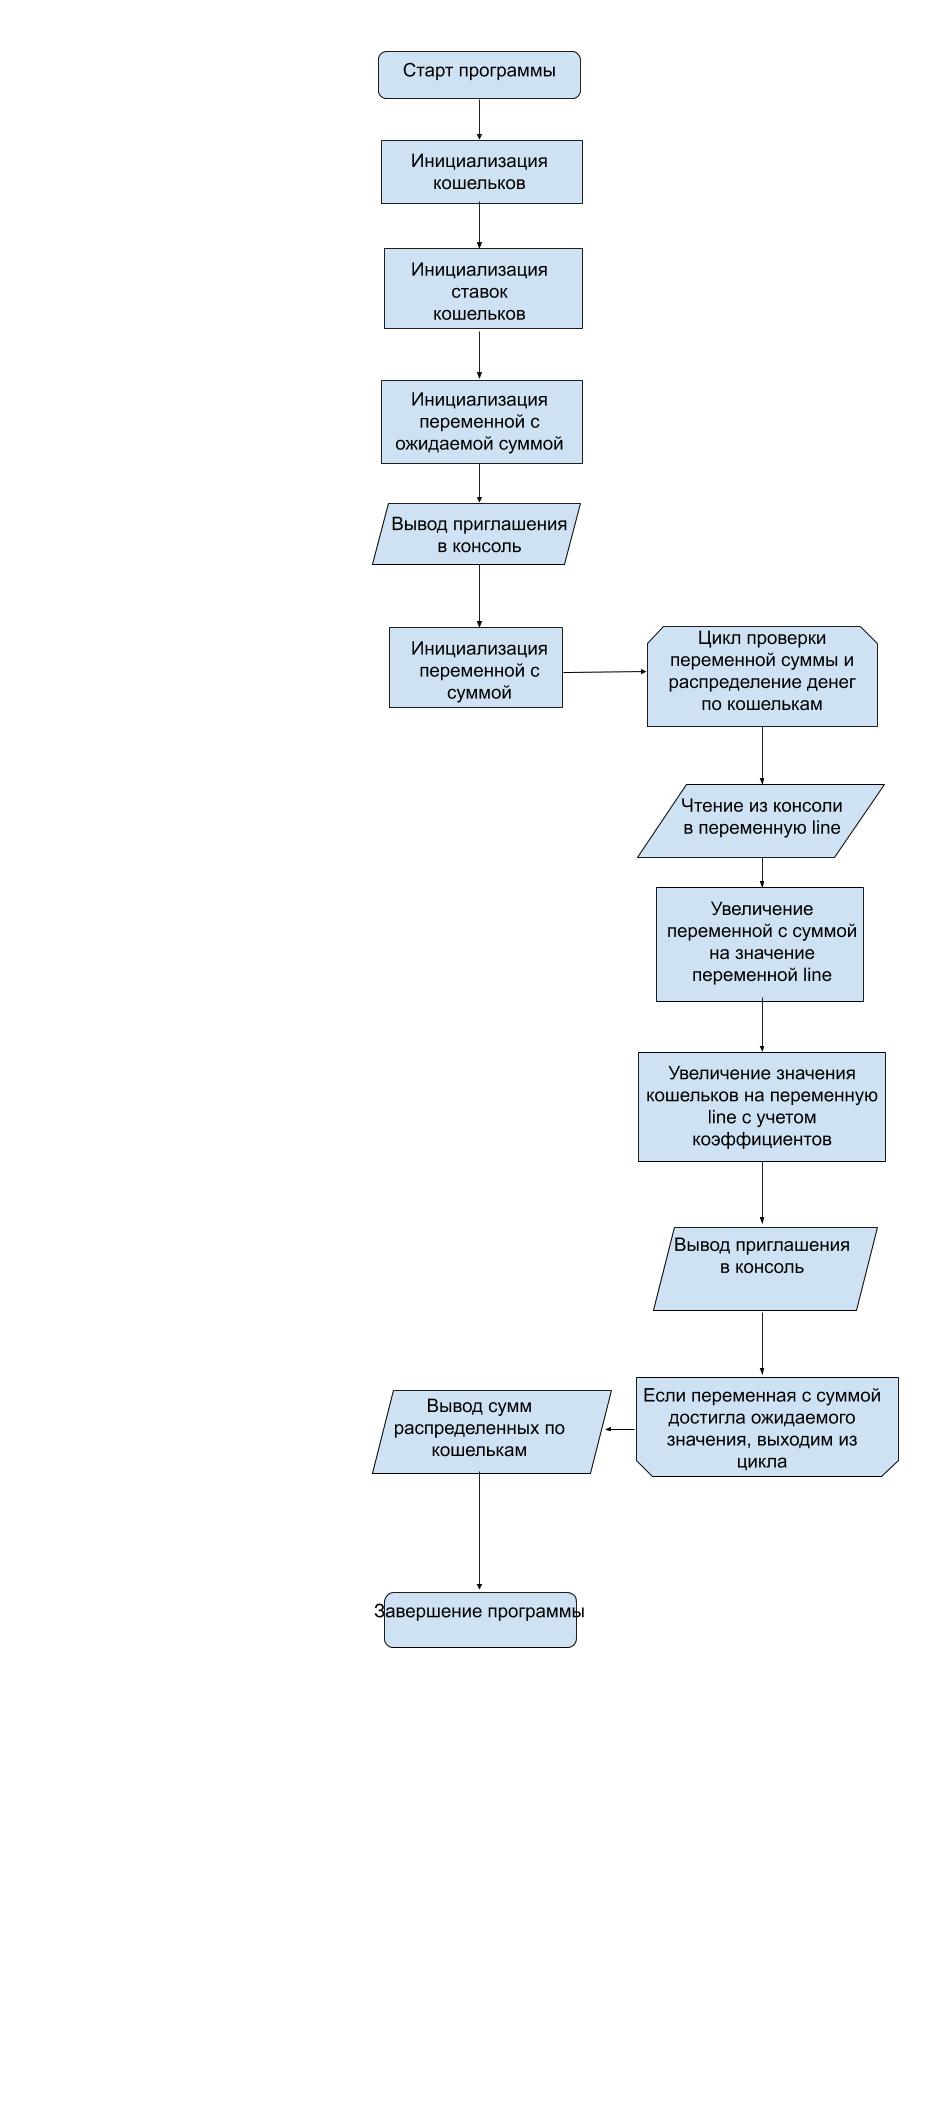 Старт программы
Инициализация
кошельков
Инициализация
ставок
кошельков
Инициализация
переменной с
ожидаемой суммой
Вывод приглашения
в консоль
Инициализация
переменной с
суммой
Цикл проверки
переменной суммы и
распределение денег
по кошелькам
Чтение из консоли
в переменную line
Увеличение
переменной с суммой
на значение
переменной line
Увеличение значения
кошельков на переменную
line с учетом
коэффициентов
Вывод приглашения
в консоль
Если переменная с суммой
достигла ожидаемого
значения, выходим из
цикла
Вывод сумм
распределенных по
кошелькам
Завершение программы